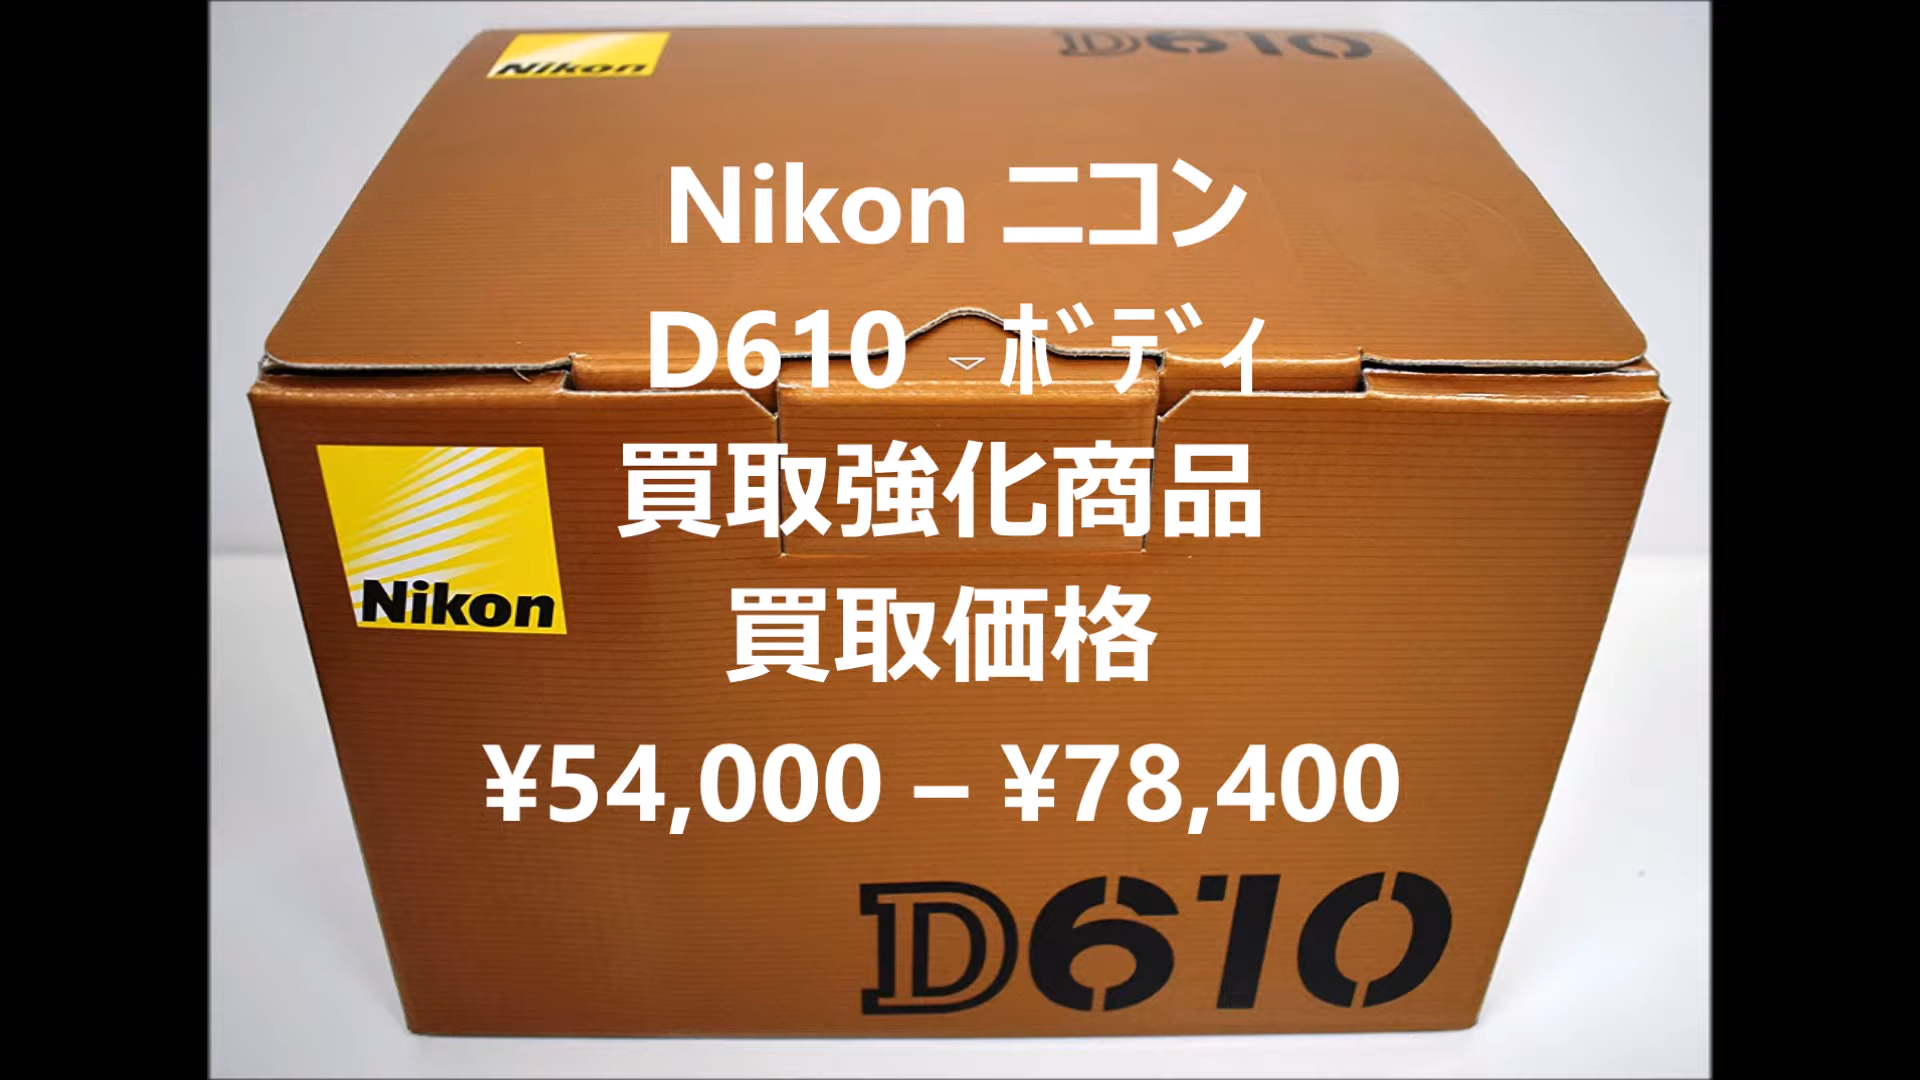 Nikon
D610
Nikon ニコン
D610 ﾎﾞﾃﾞｨ
買取強化商品
買取価格
¥54,000 – ¥78,400
Nikon
D610